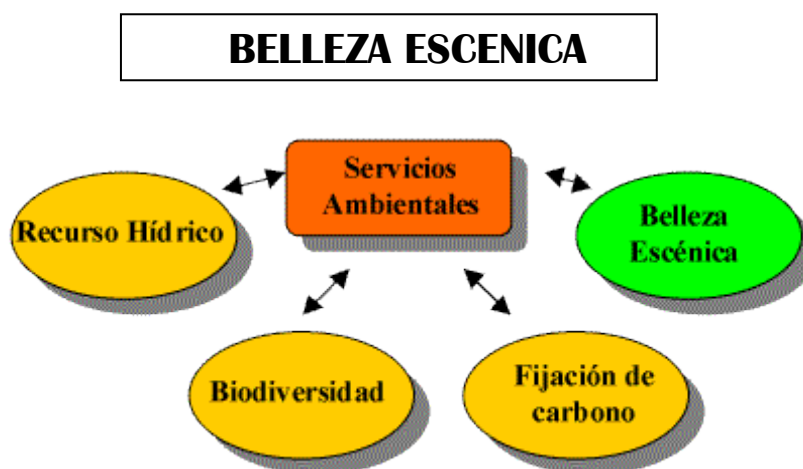 BELLEZA ESCENICA
Servicios
Ambientales
Recurso Hídrico
Belleza
Escénica
Biodiversidad
Fijación de
carbono